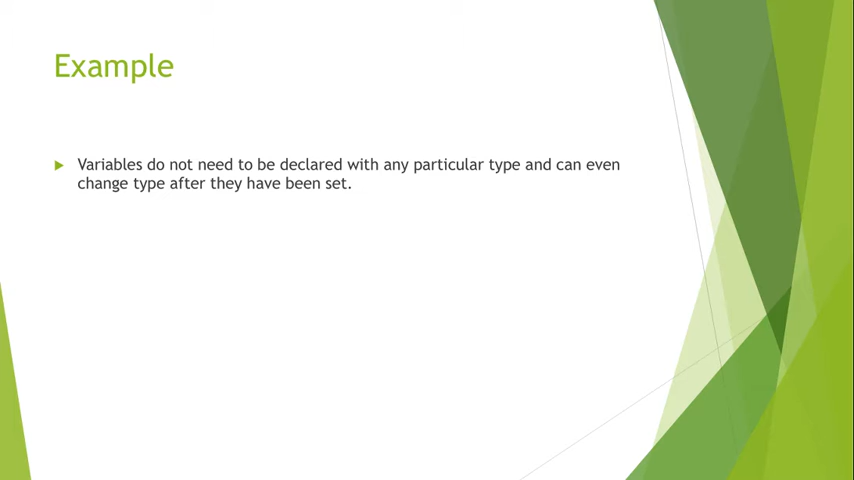 Example
Variables do not need to be declared with any particular type and can even
change type after they have been set.